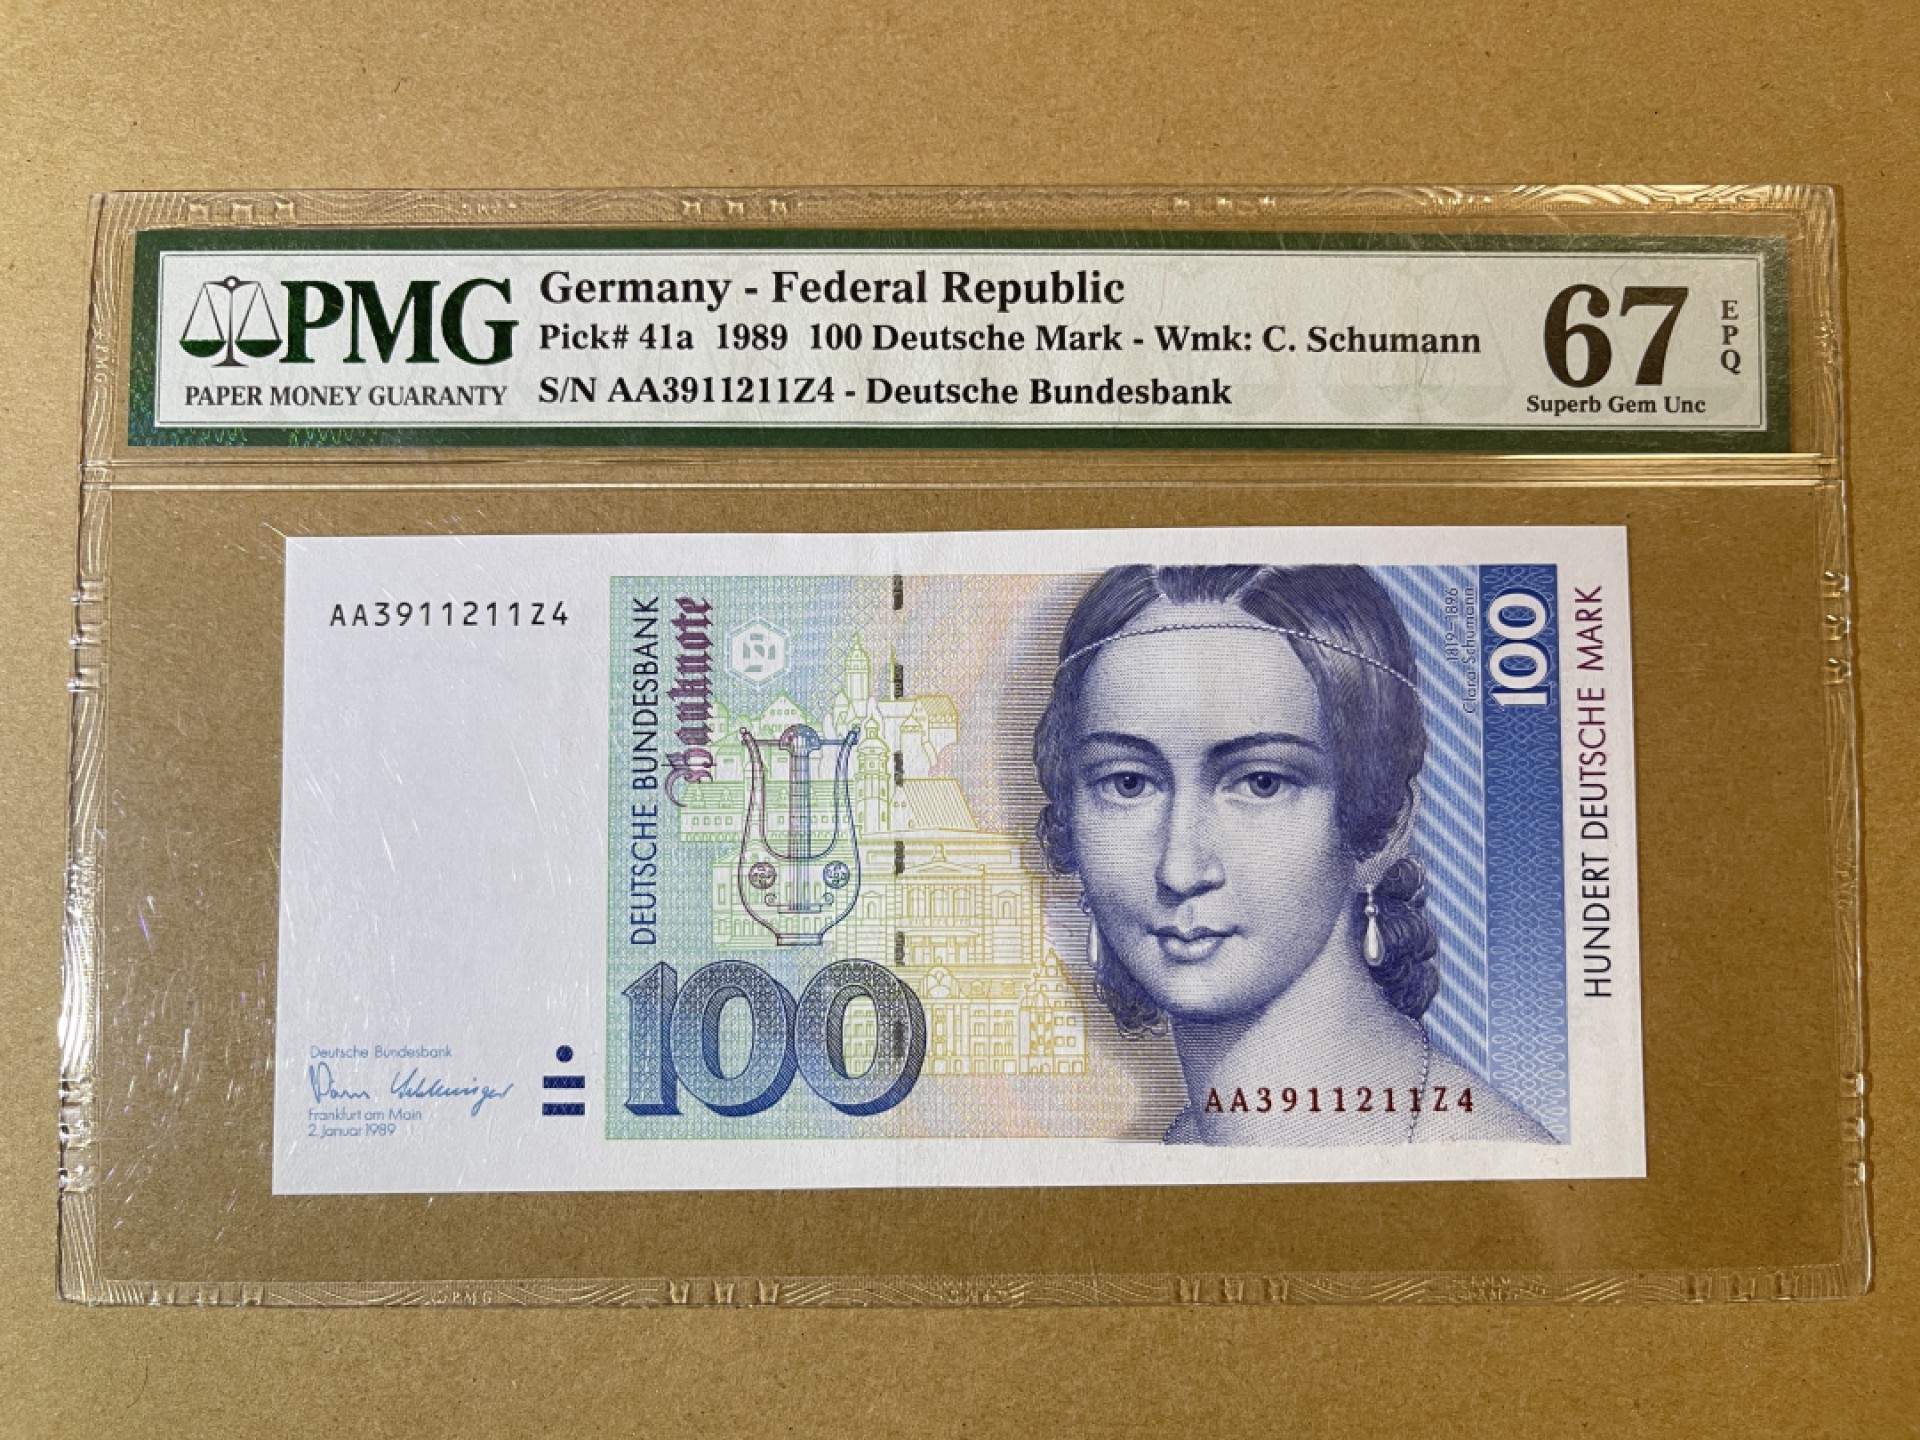 PMG
PAPER MONEY GUARANTY
Germany - Federal Republic
Pick# 41a 1989 100 Deutsche Mark - Wmk: C. Schumann
S/N AA3911211Z4 - Deutsche Bundesbank
67
EPQ
Superb Gem Unc
AA3911211Z4
DEUTSCHE BUNDESBANK
Banknote
1819-1896
Clara Schumann
100
HUNDERT DEUTSCHE MARK
100
Deutsche Bundesbank
Frankfurt am Main
2. Januar 1989
AA3911211Z4
PMG
PMG